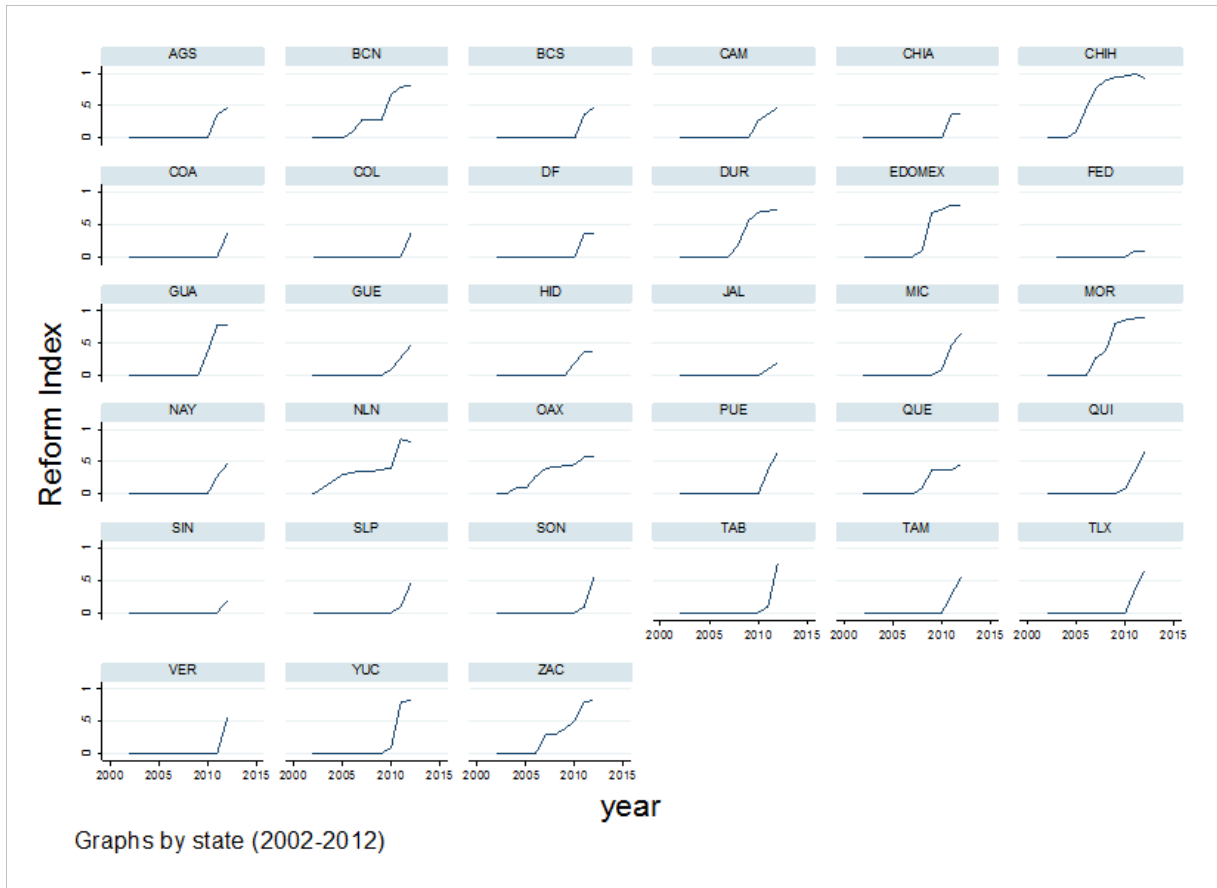 AGS BCN BCS CAM CHIA CHIH
0 .5 1
COA COL DF DUR EDOMEX FED
0 .5 1
GUA GUE HID JAL MIC MOR
0 .5 1
NAY NLN OAX PUE QUE QUI
0 .5 1
SIN SLP SON TAB TAM TLX
0 .5 1
2000 2005 2010 2015 2000 2005 2010 2015 2000 2005 2010 2015
VER YUC ZAC
0 .5 1
2000 2005 2010 2015 2000 2005 2010 2015 2000 2005 2010 2015
Reform Index
year
Graphs by state (2002-2012)